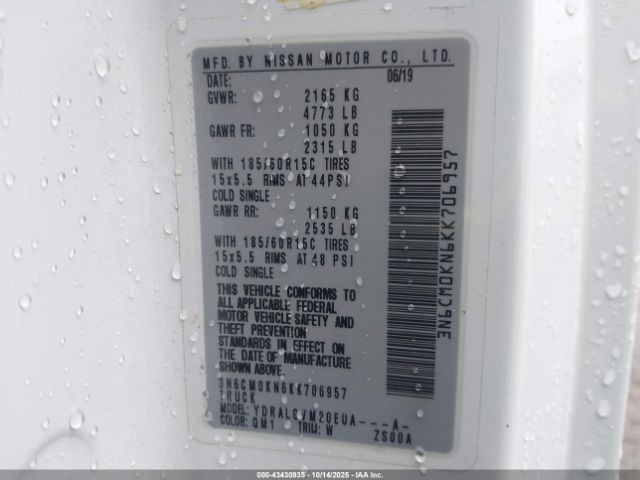 MFD. BY NISSAN MOTOR CO., LTD.
DATE: 06/19
GVWR: 2165 KG
4773 LB
GAWR FR: 1050 KG
2315 LB
WITH 185/60R15C TIRES
15x5.5 RIMS AT 44PSI
COLD SINGLE
GAWR RR: 1150 KG
2535 LB
WITH 185/60R15C TIRES
15x5.5 RIMS AT 48 PSI
COLD SINGLE
THIS VEHICLE CONFORMS TO
ALL APPLICABLE FEDERAL
MOTOR VEHICLE SAFETY AND
THEFT PREVENTION
STANDARDS IN EFFECT ON
THE DATE OF MANUFACTURE
SHOWN ABOVE.
3N6CM0KN6KK706957
TRUCK
MODEL: YDRALQVM20EUA---A-
COLOR: QM1 TRIM: W ZS00A
3N6CM0KN6KK706957
000-43430935 - 10/14/2025 - IAAI.com